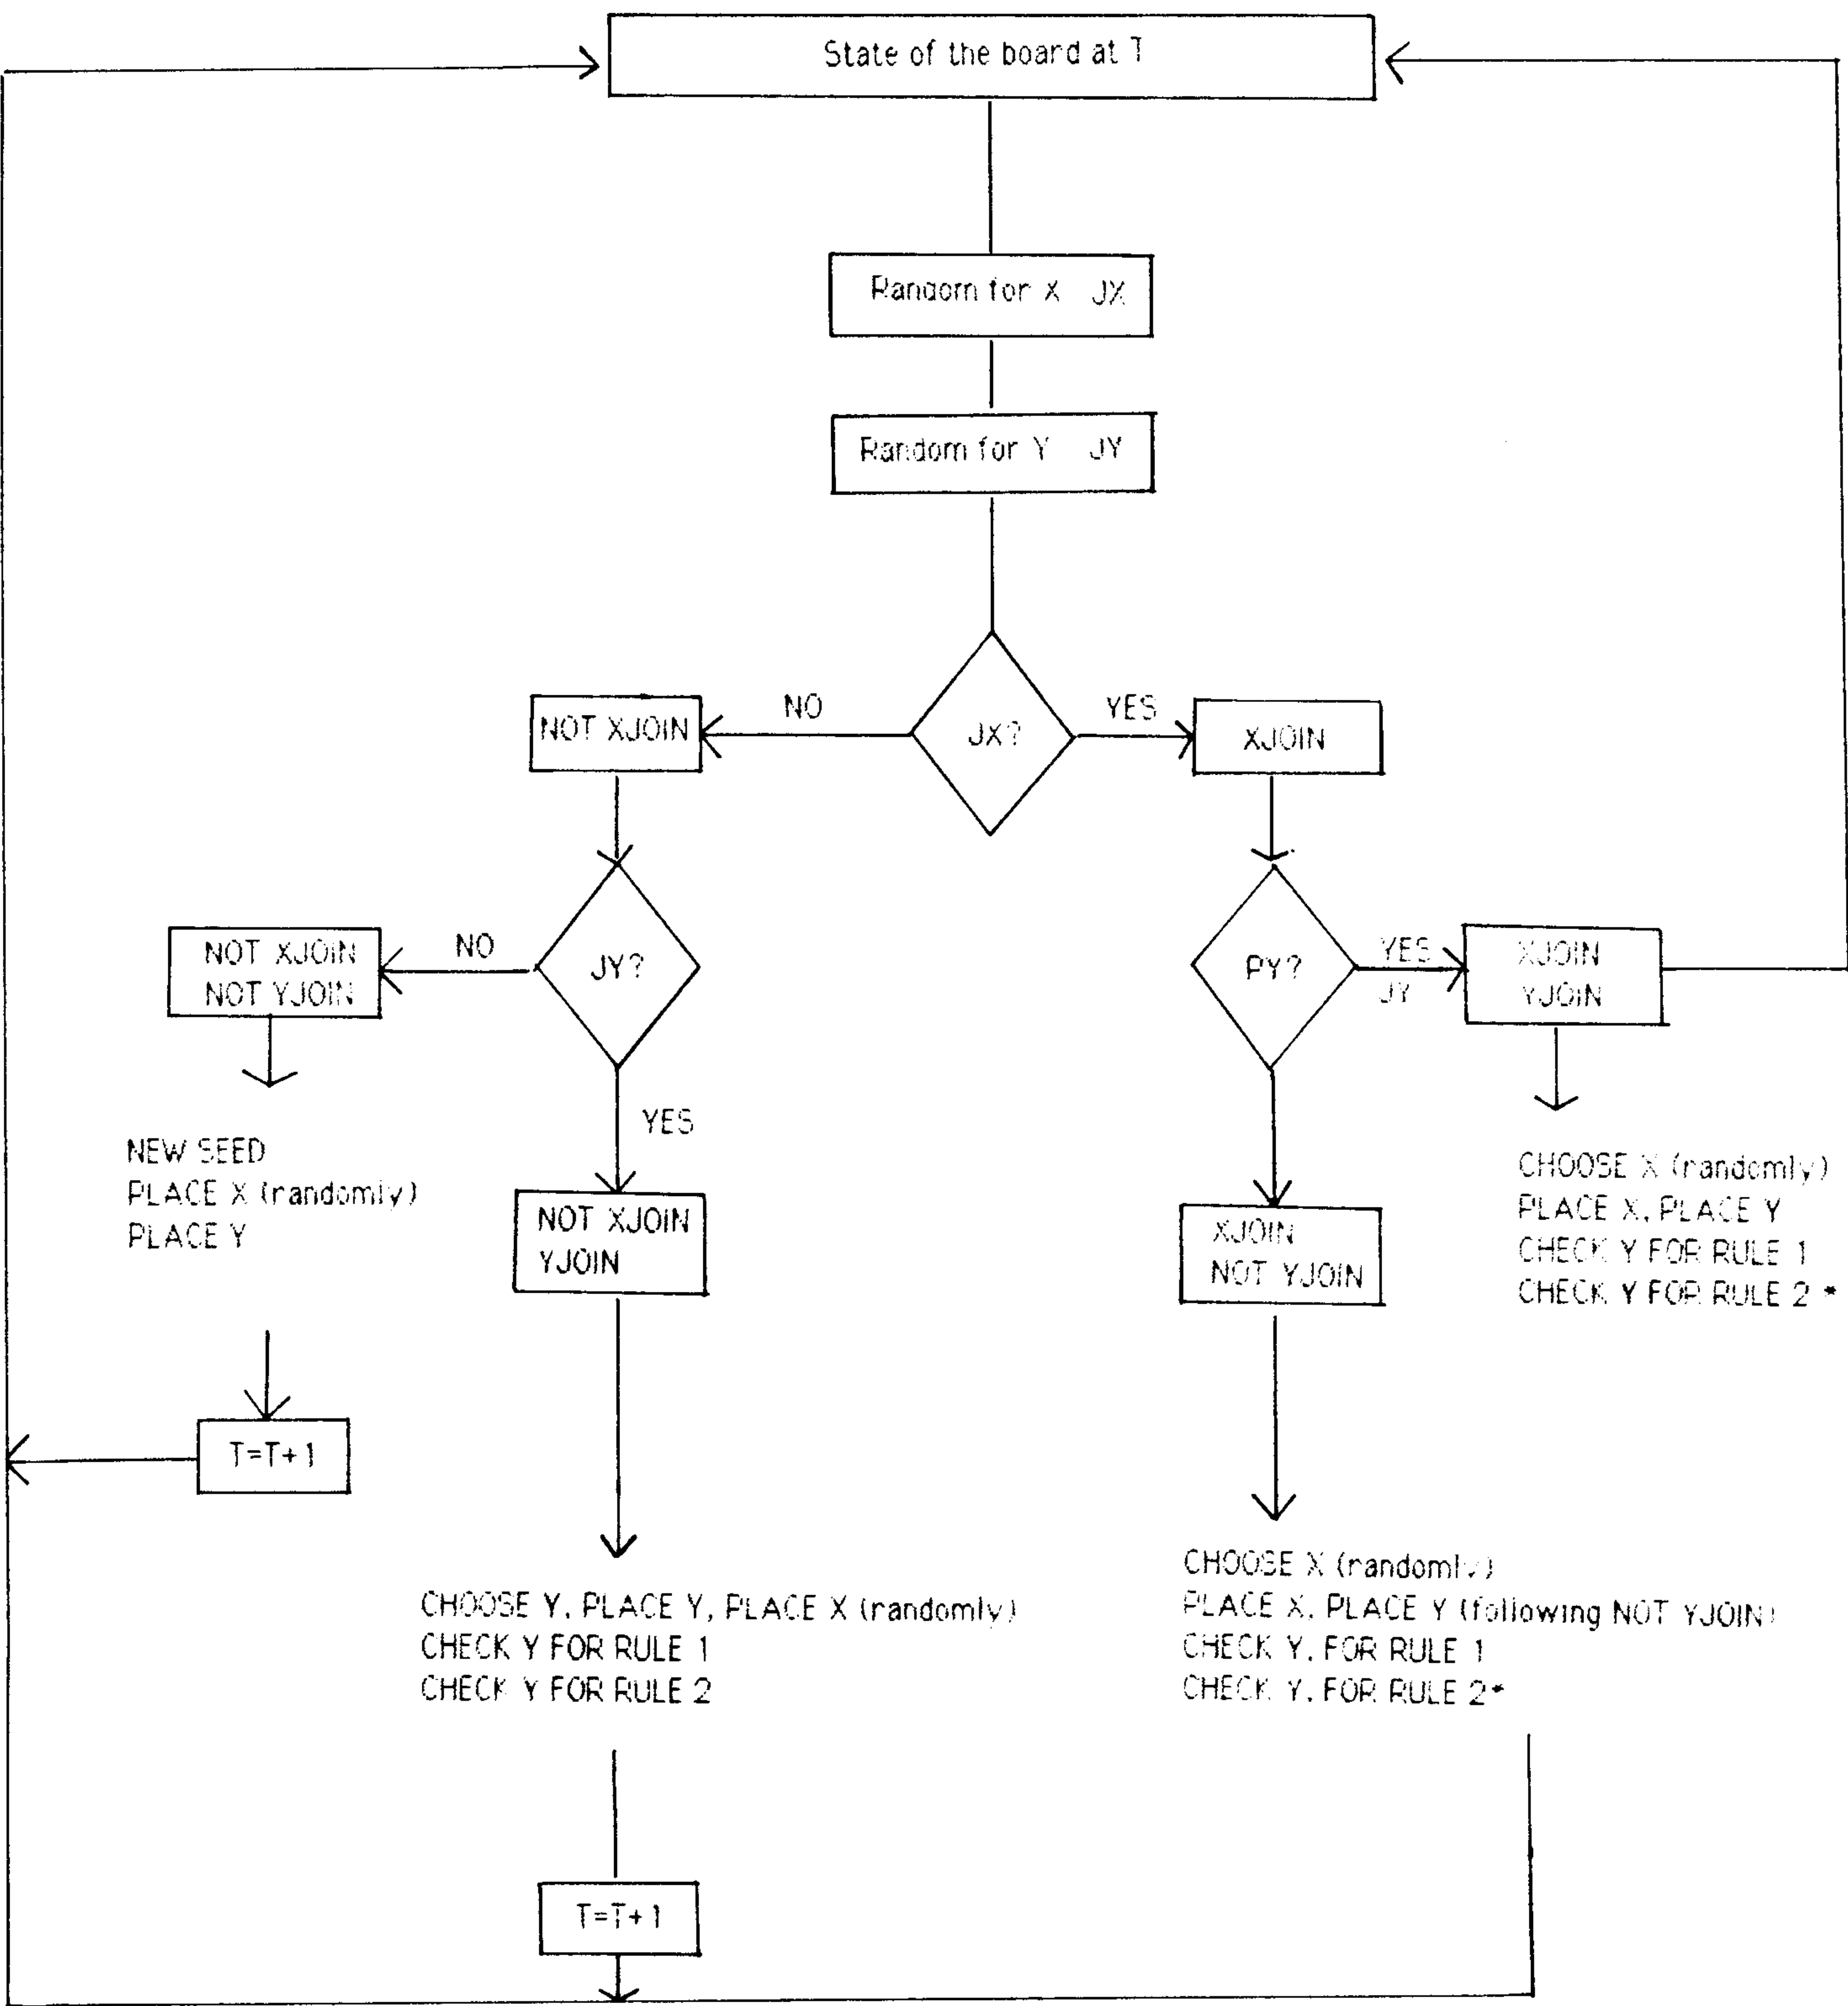 State of the board at T
Random for X JX
Random for Y JY
JX?
NO
YES
NOT XJOIN
XJOIN
JY?
NO
NOT XJOIN
NOT YJOIN
YES
PY?
YES
JY
XJOIN
YJOIN
NEW SEED
PLACE X (randomly)
PLACE Y
NOT XJOIN
YJOIN
XJOIN
NOT YJOIN
CHOOSE X (randomly)
PLACE X, PLACE Y
CHECK Y FOR RULE 1
CHECK Y FOR RULE 2 *
T=T+1
CHOOSE Y, PLACE Y, PLACE X (randomly)
CHECK Y FOR RULE 1
CHECK Y FOR RULE 2
CHOOSE X (randomly)
PLACE X, PLACE Y (following NOT YJOIN)
CHECK Y, FOR RULE 1
CHECK Y, FOR RULE 2*
T=T+1